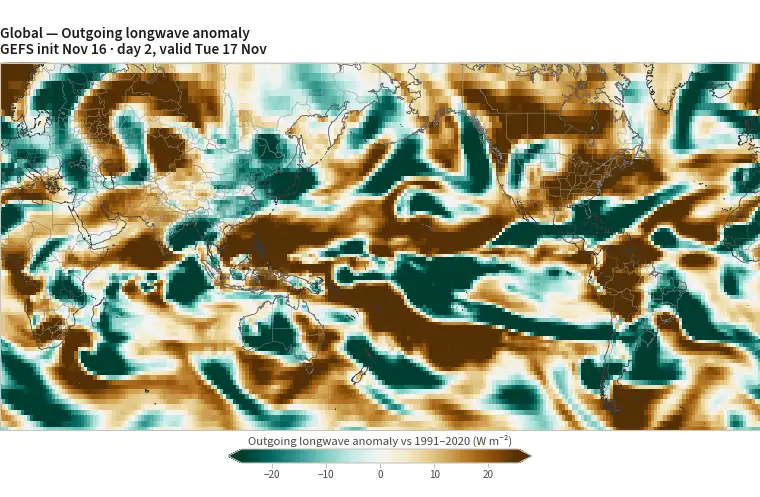 Global — Outgoing longwave anomaly
GEFS init Nov 16 · day 2, valid Tue 17 Nov
Outgoing longwave anomaly vs 1991–2020 (W m⁻²)
−20 −10 0 10 20